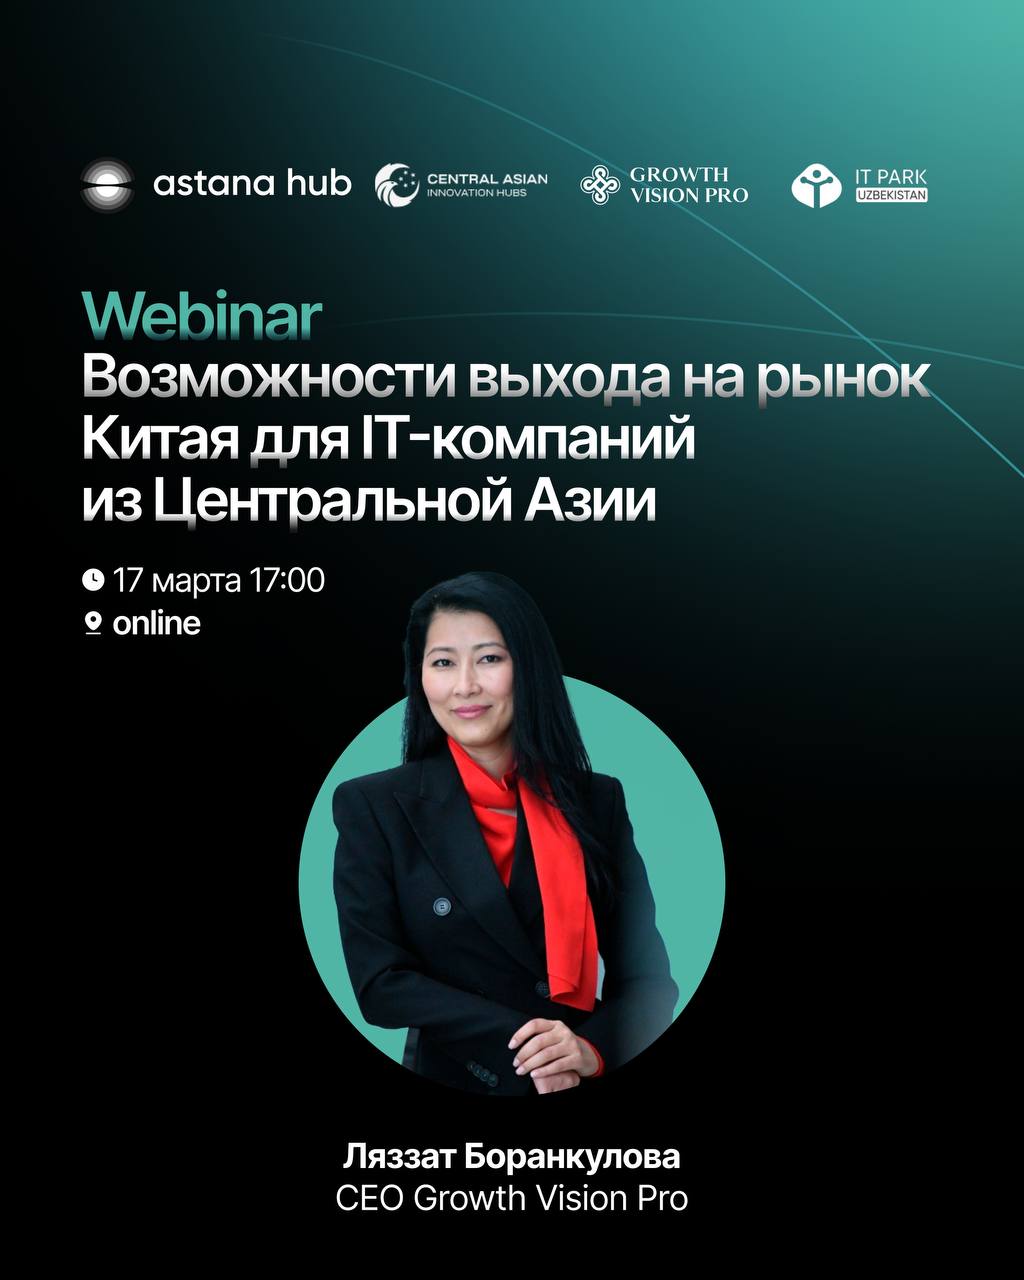 astana hub
CENTRAL ASIAN
INNOVATION HUBS
GROWTH
VISION PRO
IT PARK
UZBEKISTAN
Webinar
Возможности выхода на рынок
Китая для IT-компаний
из Центральной Азии
17 марта 17:00
online
Ляззат Боранкулова
CEO Growth Vision Pro